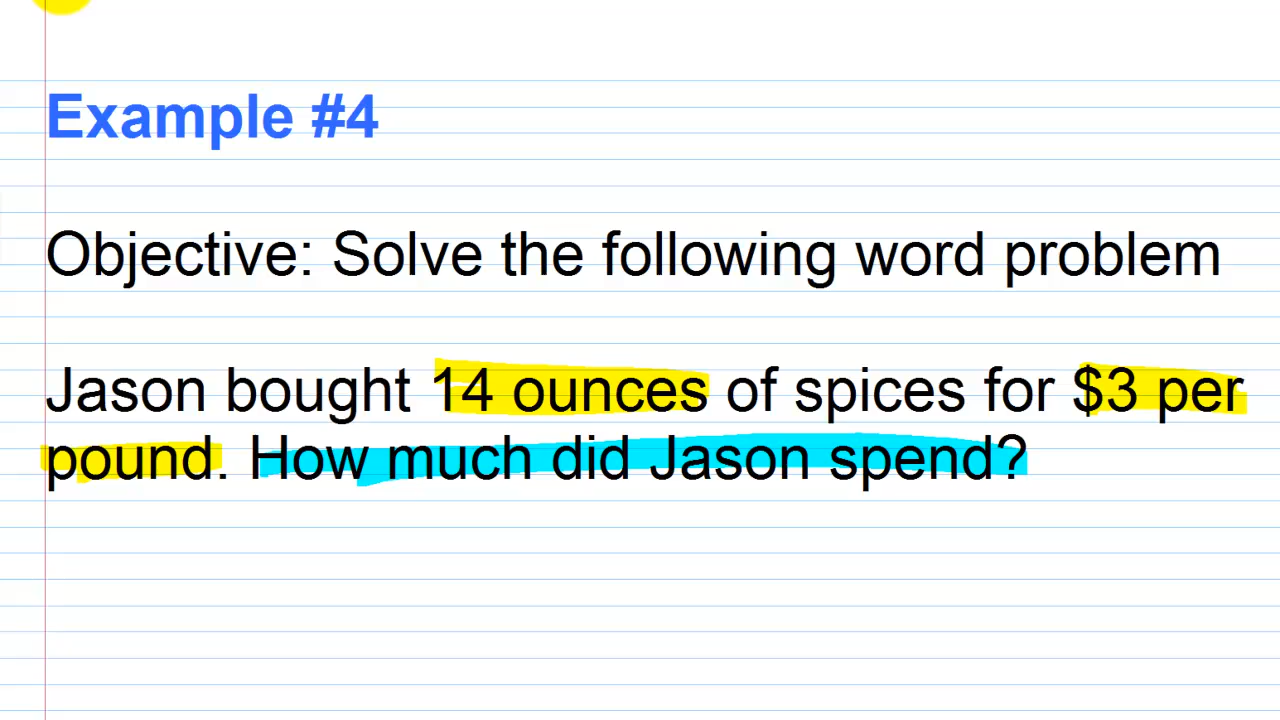 Example #4
Objective: Solve the following word problem
Jason bought 14 ounces of spices for $3 per
pound. How much did Jason spend?